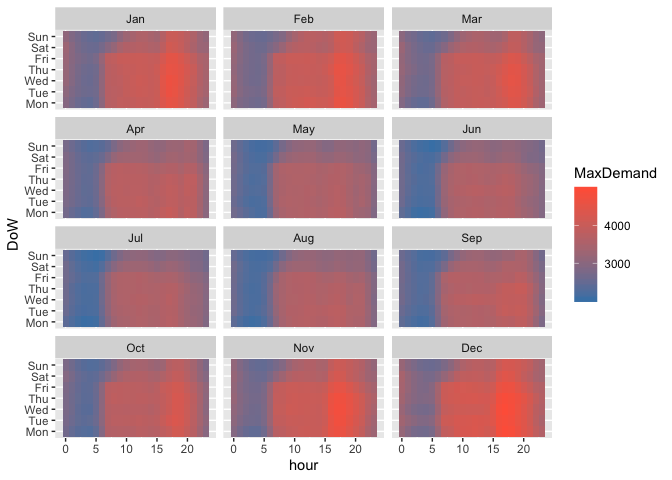 Jan Feb Mar
Sun
Sat
Fri
Thu
Wed
Tue
Mon
Apr May Jun
Sun
Sat
Fri
Thu
Wed
Tue
Mon
Jul Aug Sep
Sun
Sat
Fri
Thu
Wed
Tue
Mon
Oct Nov Dec
Sun
Sat
Fri
Thu
Wed
Tue
Mon
0 5 10 15 20 0 5 10 15 20 0 5 10 15 20
hour
DoW
MaxDemand
4000
3000